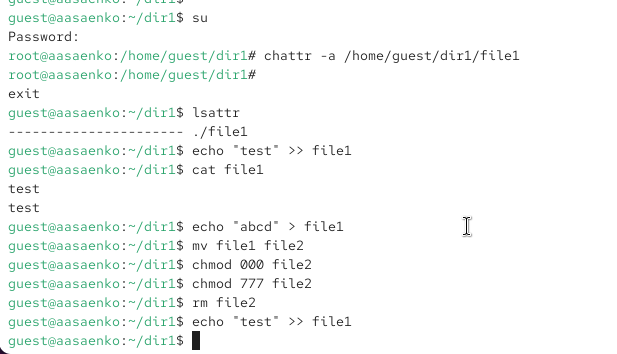 guest@aasaenko:~/dir1$ su
Password:
root@aasaenko:/home/guest/dir1# chattr -a /home/guest/dir1/file1
root@aasaenko:/home/guest/dir1#
exit
guest@aasaenko:~/dir1$ lsattr
---------------------- ./file1
guest@aasaenko:~/dir1$ echo "test" >> file1
guest@aasaenko:~/dir1$ cat file1
test
test
guest@aasaenko:~/dir1$ echo "abcd" > file1
guest@aasaenko:~/dir1$ mv file1 file2
guest@aasaenko:~/dir1$ chmod 000 file2
guest@aasaenko:~/dir1$ chmod 777 file2
guest@aasaenko:~/dir1$ rm file2
guest@aasaenko:~/dir1$ echo "test" >> file1
guest@aasaenko:~/dir1$